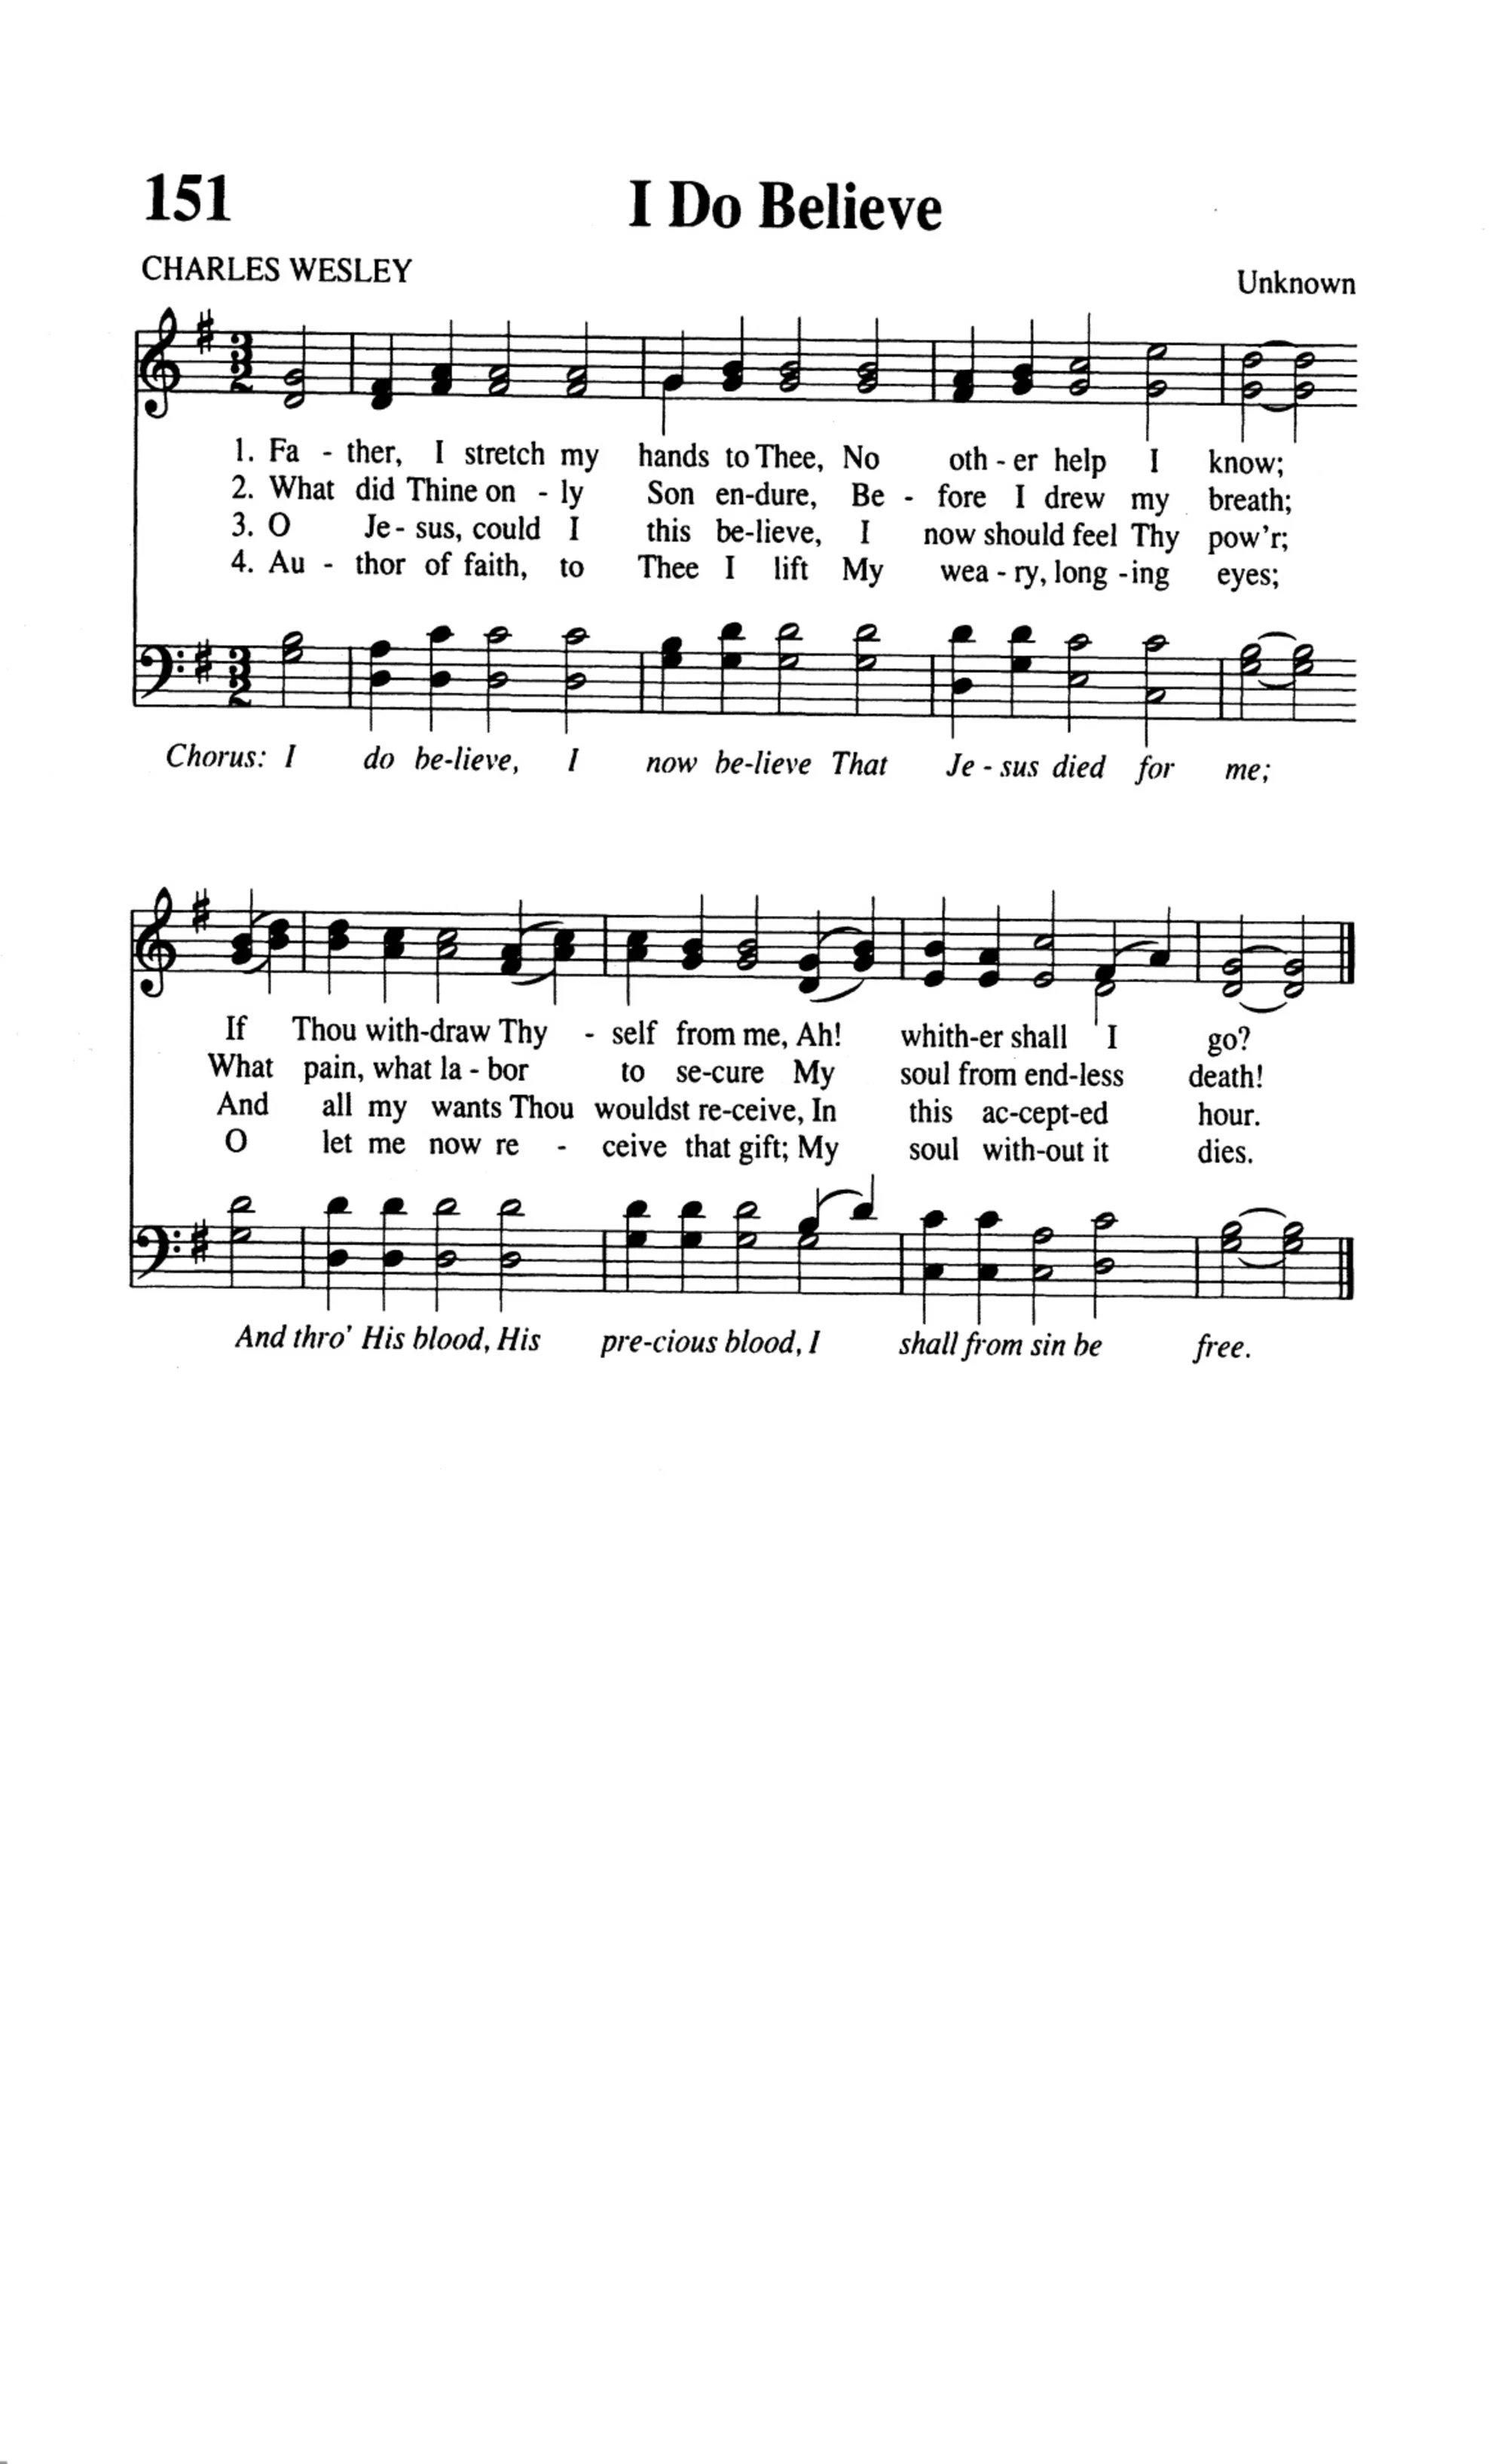 151
I Do Believe
CHARLES WESLEY
Unknown
1. Fa - ther, I stretch my hands to Thee, No oth - er help I know;
2. What did Thine on - ly Son en-dure, Be - fore I drew my breath;
3. O Je - sus, could I this be-lieve, I now should feel Thy pow'r;
4. Au - thor of faith, to Thee I lift My wea - ry, long -ing eyes;
Chorus: I do be-lieve, I now be-lieve That Je - sus died for me;
If Thou with-draw Thy - self from me, Ah! whith-er shall I go?
What pain, what la - bor to se-cure My soul from end-less death!
And all my wants Thou wouldst re-ceive, In this ac-cept-ed hour.
O let me now re - ceive that gift; My soul with-out it dies.
And thro' His blood, His pre-cious blood, I shall from sin be free.